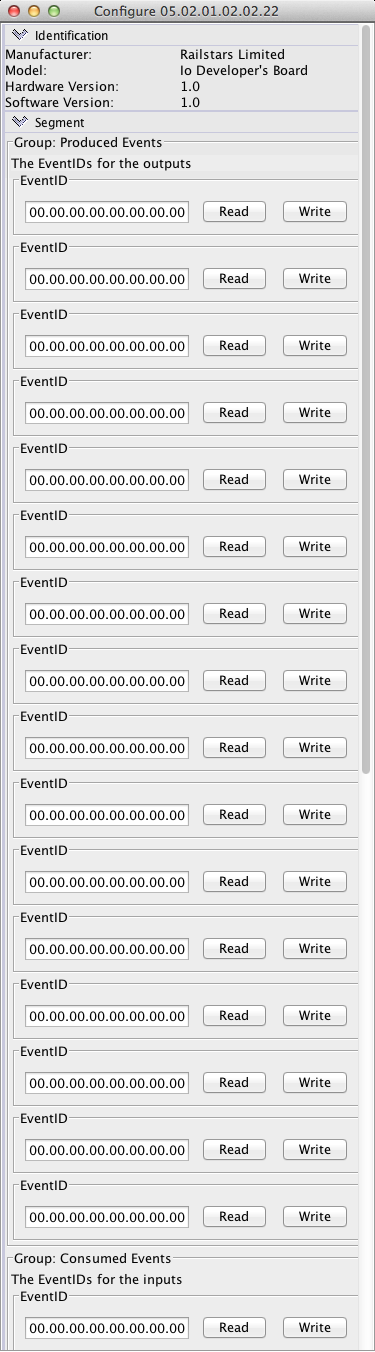 Configure 05.02.01.02.02.22
Identification
Manufacturer: Railstars Limited
Model: Io Developer's Board
Hardware Version: 1.0
Software Version: 1.0
Segment
Group: Produced Events
The EventIDs for the outputs
EventID
00.00.00.00.00.00.00.00 Read Write
EventID
00.00.00.00.00.00.00.00 Read Write
EventID
00.00.00.00.00.00.00.00 Read Write
EventID
00.00.00.00.00.00.00.00 Read Write
EventID
00.00.00.00.00.00.00.00 Read Write
EventID
00.00.00.00.00.00.00.00 Read Write
EventID
00.00.00.00.00.00.00.00 Read Write
EventID
00.00.00.00.00.00.00.00 Read Write
EventID
00.00.00.00.00.00.00.00 Read Write
EventID
00.00.00.00.00.00.00.00 Read Write
EventID
00.00.00.00.00.00.00.00 Read Write
EventID
00.00.00.00.00.00.00.00 Read Write
EventID
00.00.00.00.00.00.00.00 Read Write
EventID
00.00.00.00.00.00.00.00 Read Write
EventID
00.00.00.00.00.00.00.00 Read Write
EventID
00.00.00.00.00.00.00.00 Read Write
Group: Consumed Events
The EventIDs for the inputs
EventID
00.00.00.00.00.00.00.00 Read Write